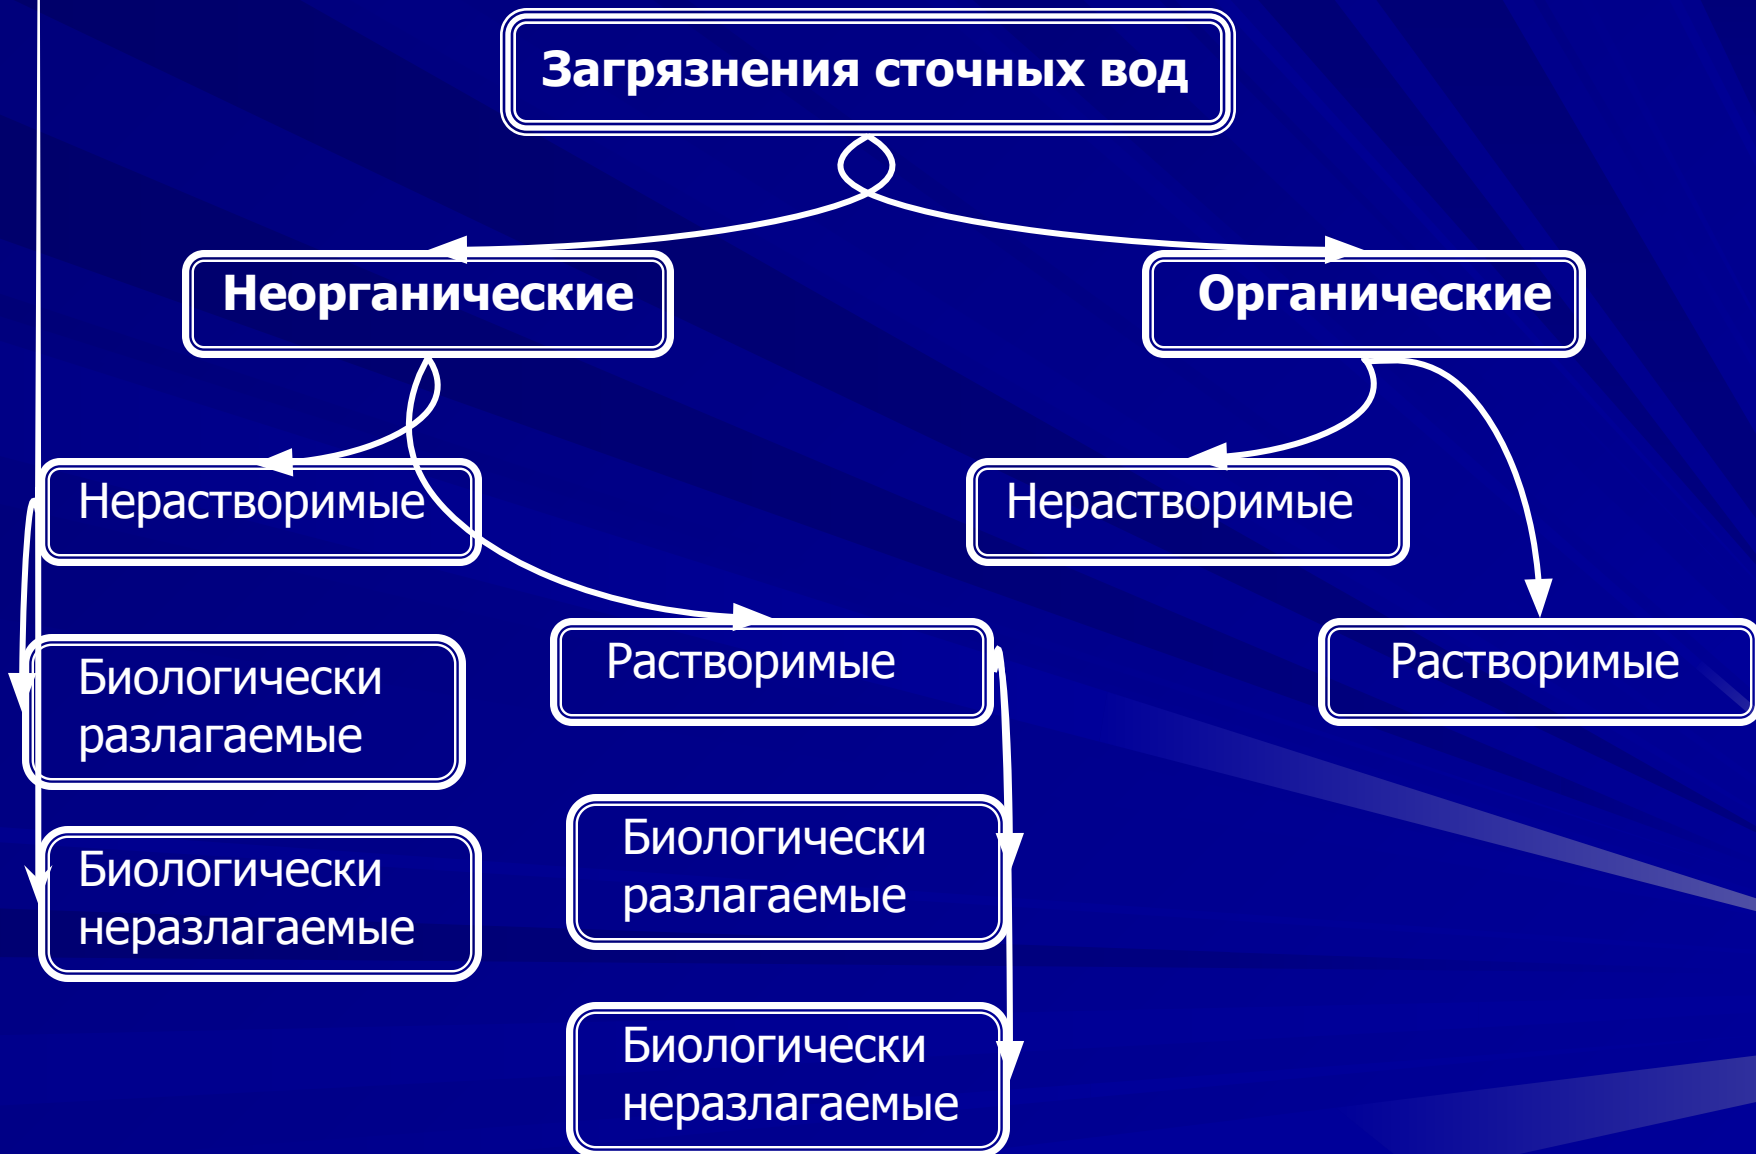 Загрязнения сточных вод
Неорганические
Органические
Нерастворимые
Нерастворимые
Растворимые
Растворимые
Биологически
разлагаемые
Биологически
неразлагаемые
Биологически
разлагаемые
Биологически
неразлагаемые